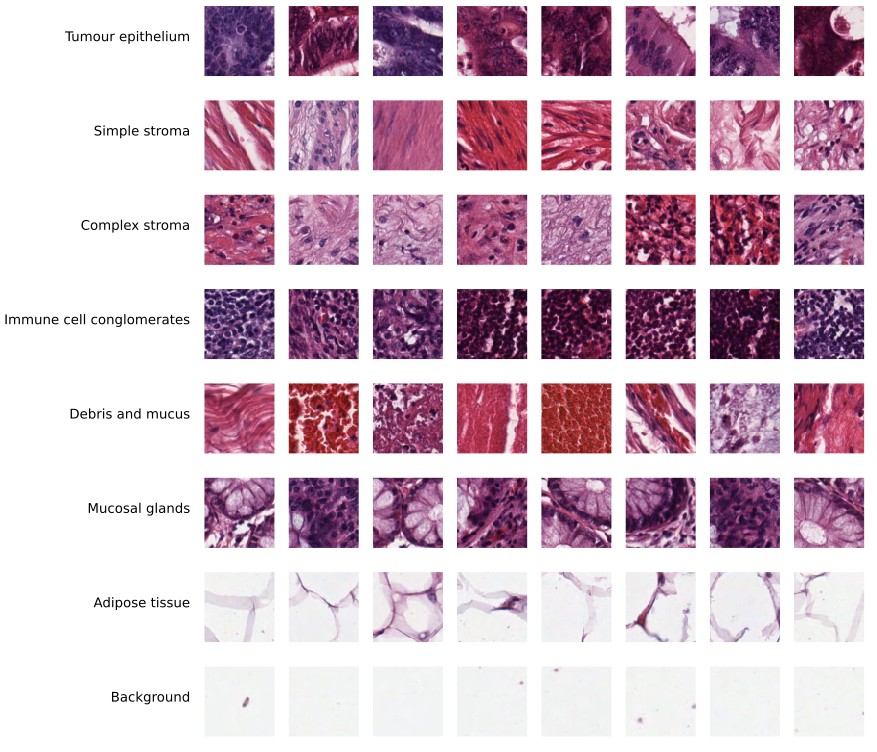 Tumour epithelium
Simple stroma
Complex stroma
Immune cell conglomerates
Debris and mucus
Mucosal glands
Adipose tissue
Background